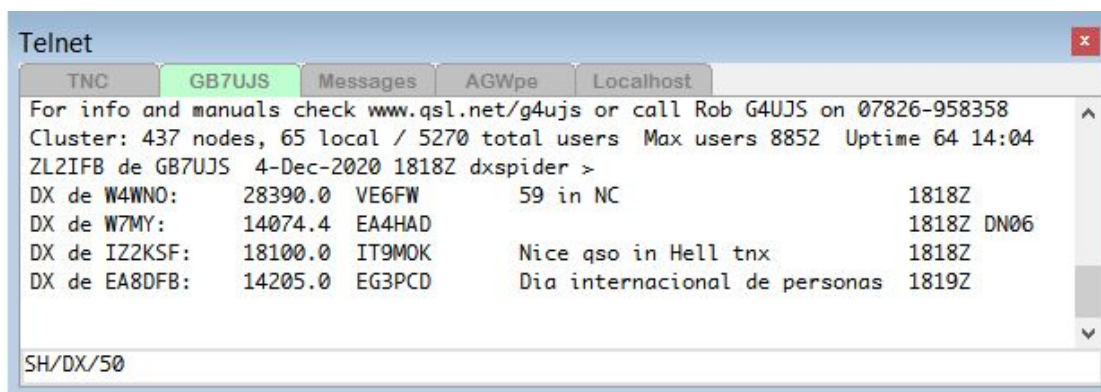 Telnet
x
TNC GB7UJS Messages AGWpe Localhost
For info and manuals check www.qsl.net/g4ujs or call Rob G4UJS on 07826-958358
Cluster: 437 nodes, 65 local / 5270 total users Max users 8852 Uptime 64 14:04
ZL2IFB de GB7UJS 4-Dec-2020 1818Z dxspider >
DX de W4WNO: 28390.0 VE6FW 59 in NC 1818Z
DX de W7MY: 14074.4 EA4HAD 1818Z DN06
DX de IZ2KSF: 18100.0 IT9MOK Nice qso in Hell tnx 1818Z
DX de EA8DFB: 14205.0 EG3PCD Dia internacional de personas 1819Z
SH/DX/50